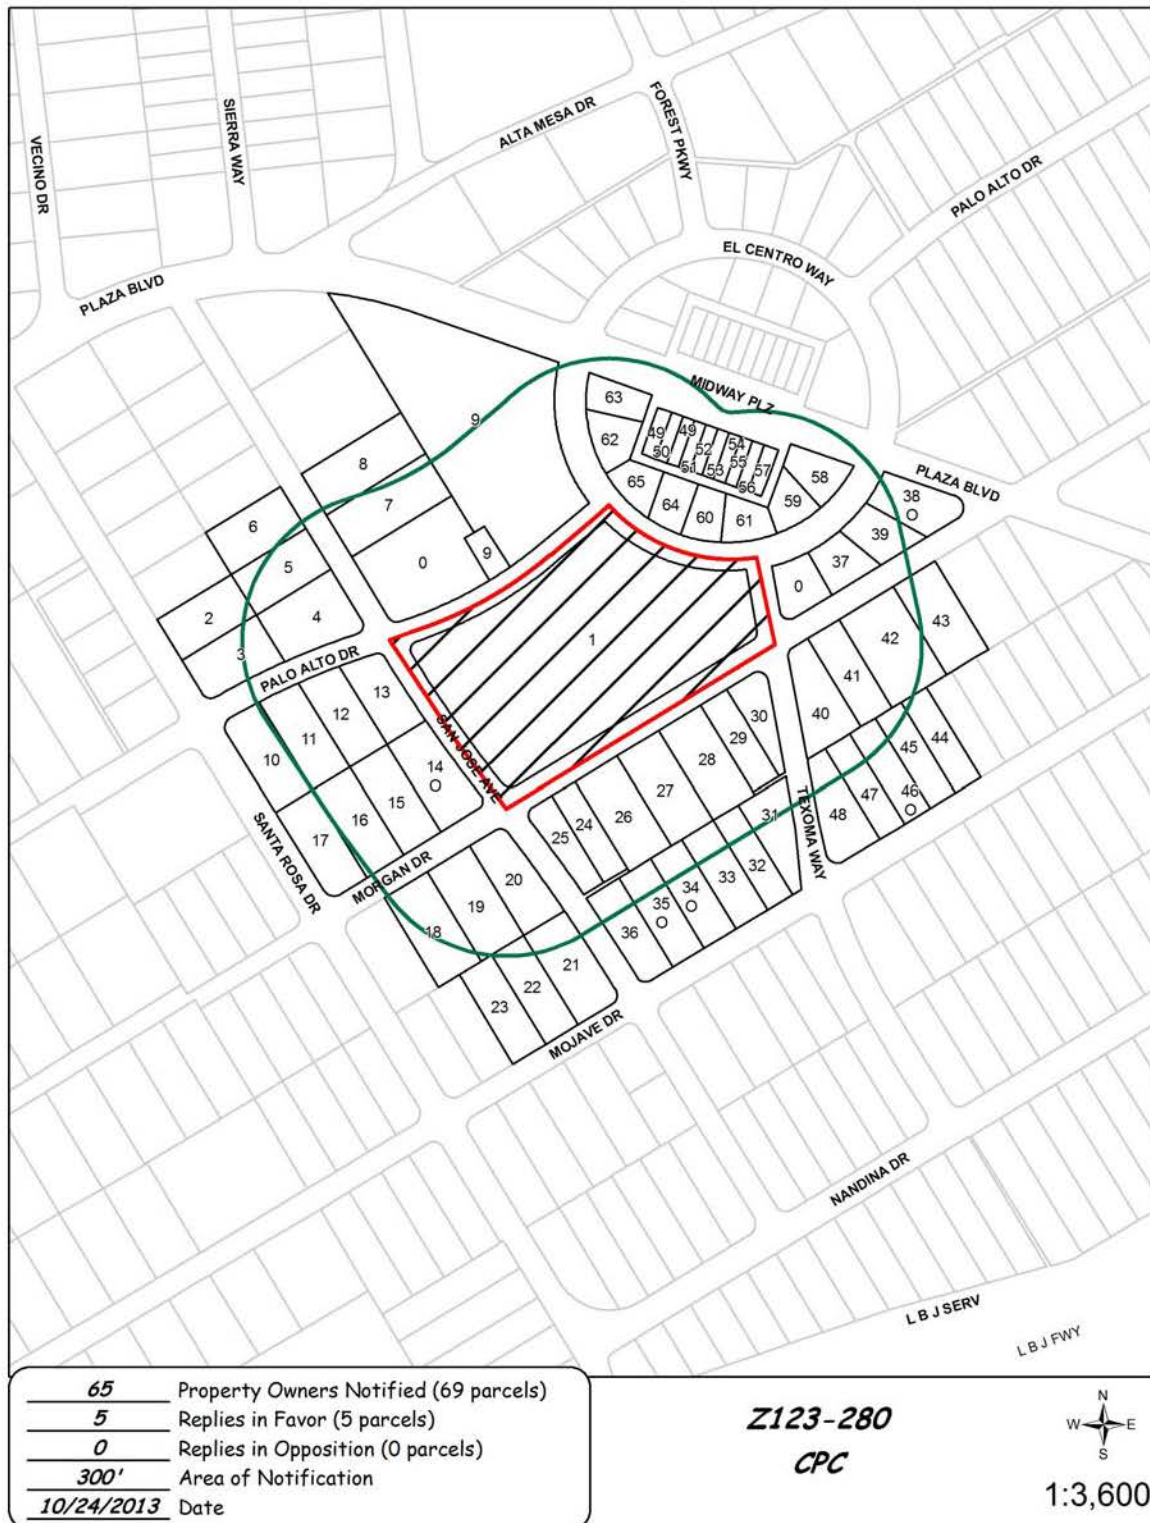 FOREST PKWY
ALTA MESA DR
SIERRA WAY
VECINO DR
PALO ALTO DR
EL CENTRO WAY
PLAZA BLVD
MIDWAY PLZ
63
9
49
49
54
62
52
57
50
55
51
53
56
8
65
58
PLAZA BLVD
7
64
60
61
59
38
6
39
0
9
37
5
0
2
4
1
43
42
3
PALO ALTO DR
13
41
12
30
40
11
SAN JOSE AVE
29
45
44
10
14
28
27
46
15
26
24
25
31
TEXOMA WAY
47
48
16
17
SANTA ROSA DR
MORGAN DR
20
32
33
34
35
19
18
36
21
22
23
MOJAVE DR
NANDINA DR
L B J SERV
L B J FWY
65 Property Owners Notified (69 parcels)
5 Replies in Favor (5 parcels)
0 Replies in Opposition (0 parcels)
300' Area of Notification
10/24/2013 Date
Z123-280
CPC
N
W E
S
1:3,600